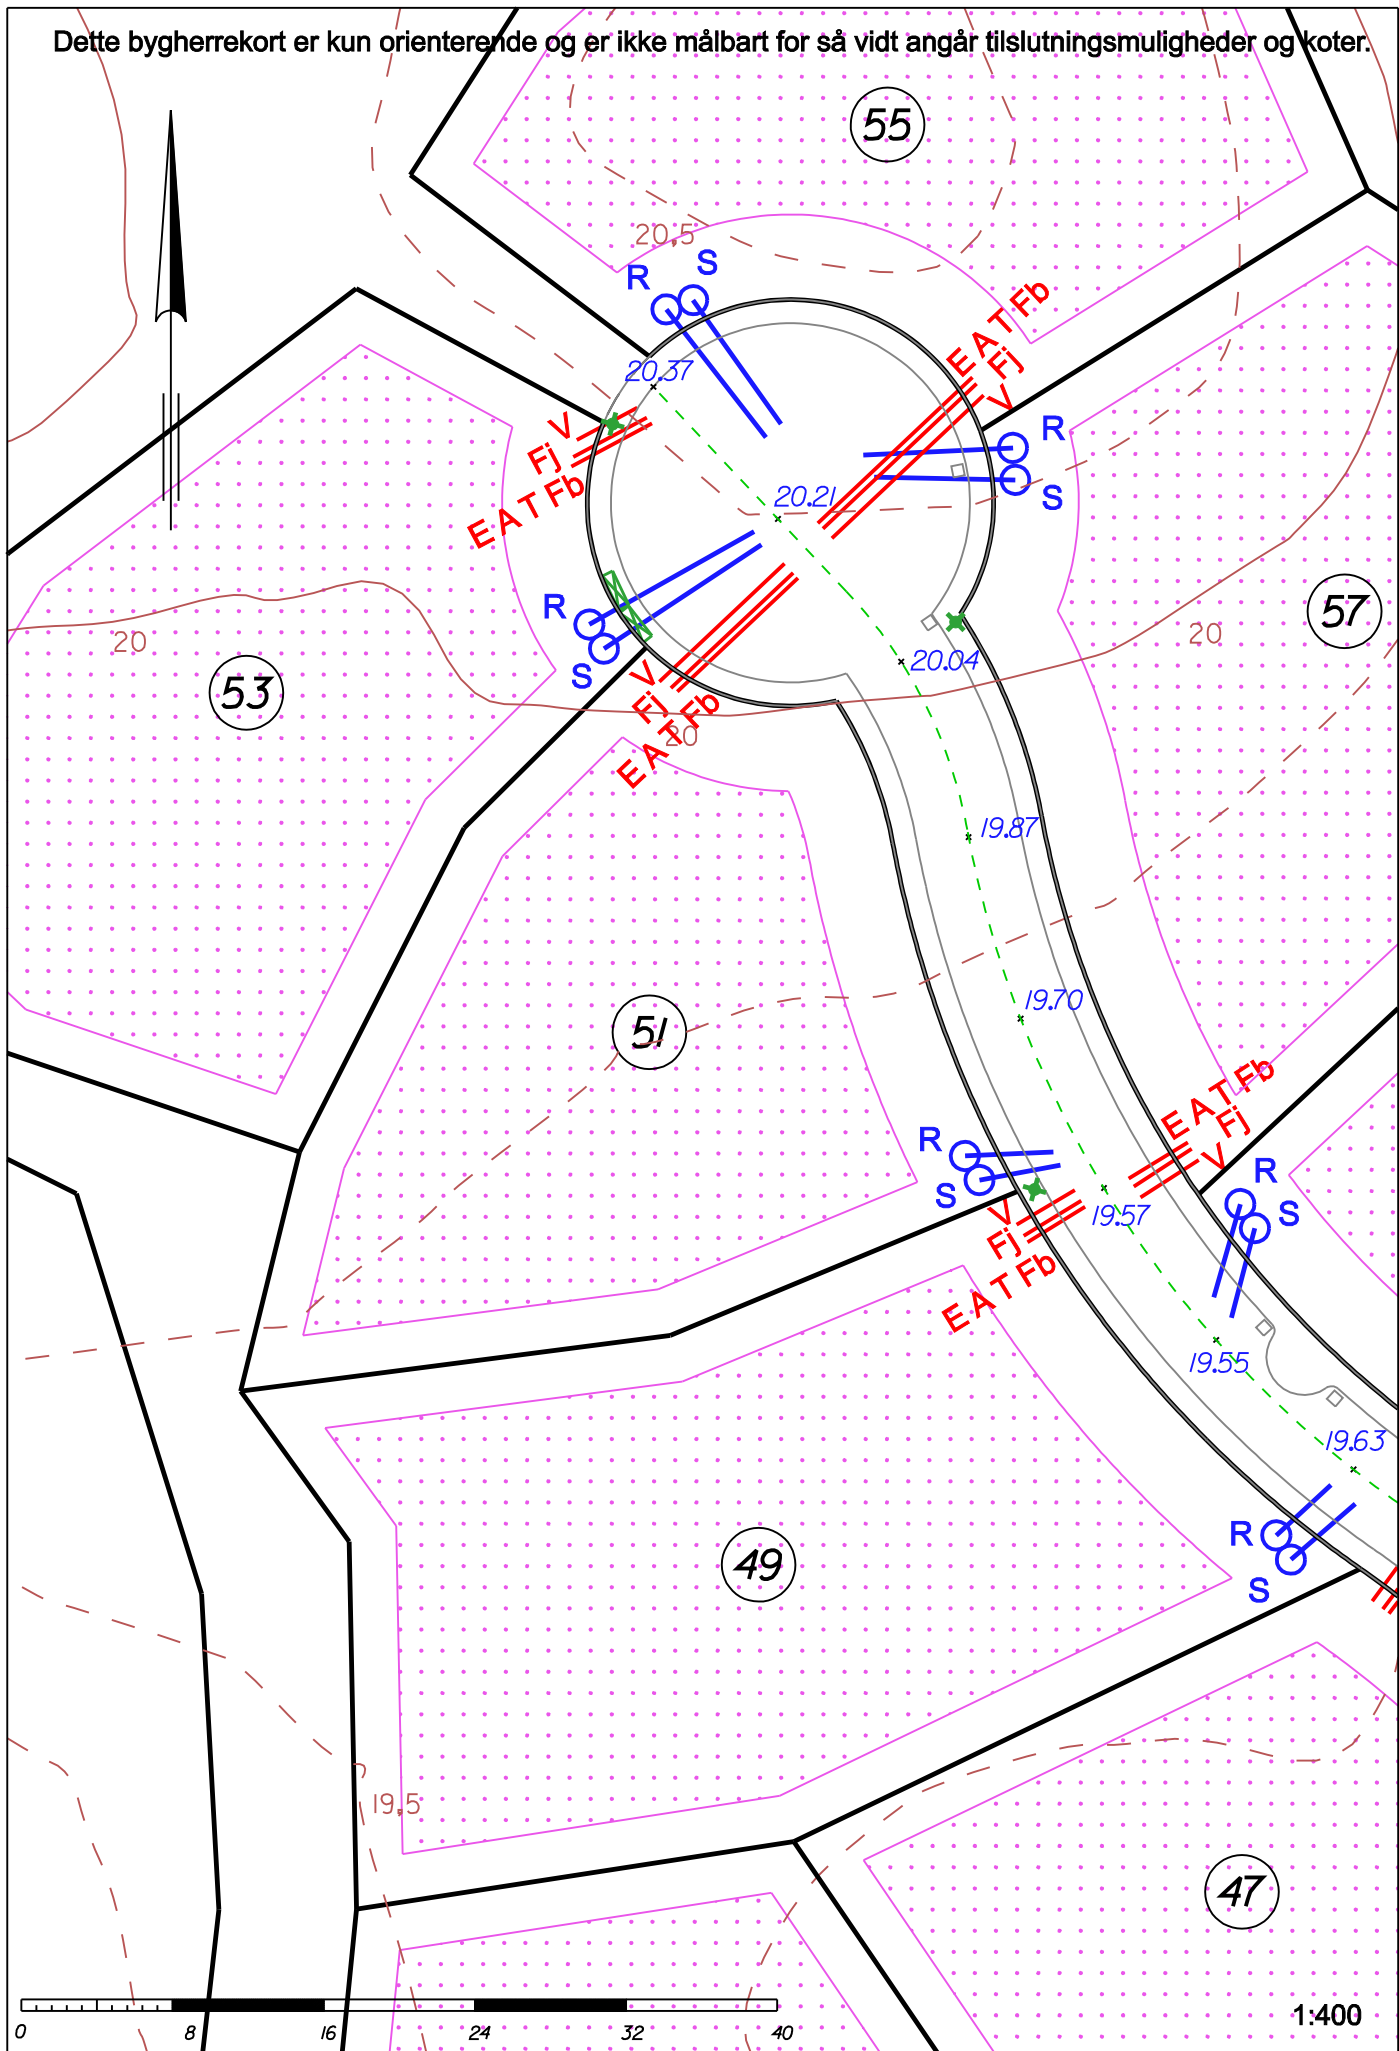 Dette bygherrekort er kun orienterende og er ikke målbart for så vidt angår tilslutningsmuligheder og koter.
55
20,5
R S
E A T Fb
Fj
V
20.37
V
Fj
E A T Fb
R
S
20.21
R
S
20
53
V
Fj
E A T Fb
20
20.04
20
57
19.87
51
19.70
R
S
V
Fj
E A T Fb
E A T Fb
Fj
V
19.57
R
S
19.55
19.63
49
R
S
19,5
47
0 8 16 24 32 40
1:400